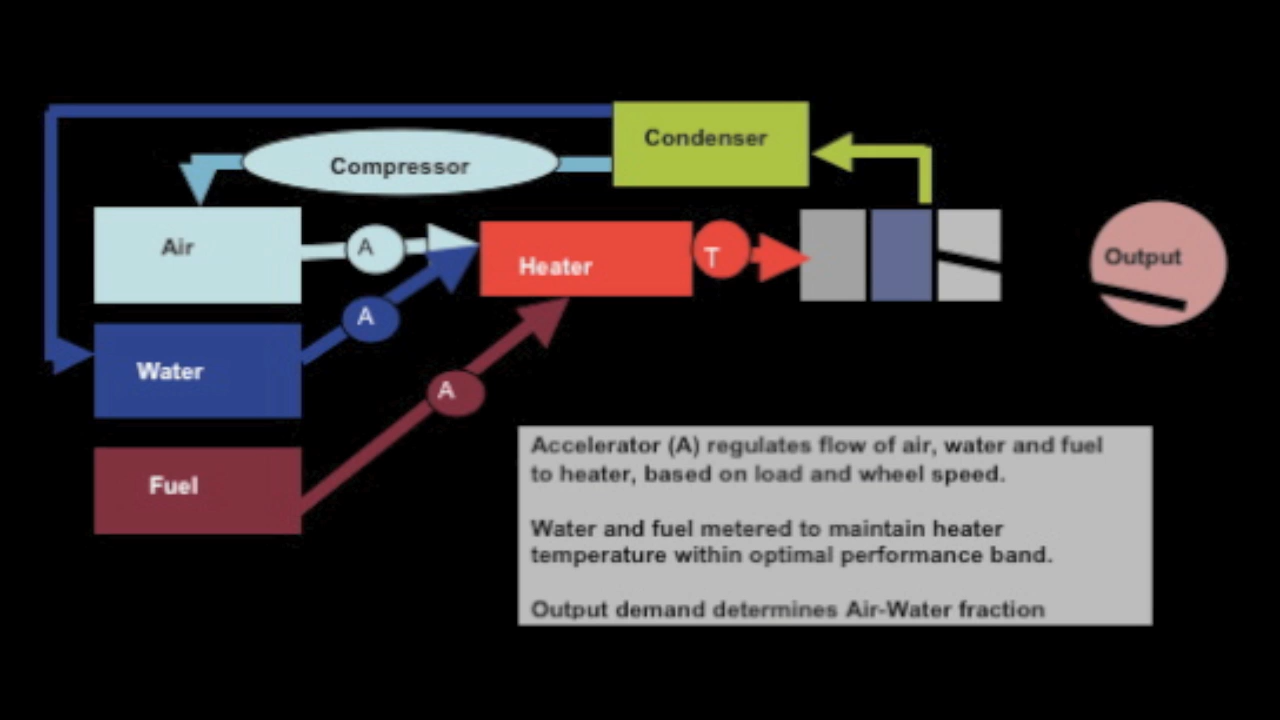 Condenser
Compressor
Air
A
Heater
T
Output
A
Water
A
Fuel
Accelerator (A) regulates flow of air, water and fuel
to heater, based on load and wheel speed.
Water and fuel metered to maintain heater
temperature within optimal performance band.
Output demand determines Air-Water fraction